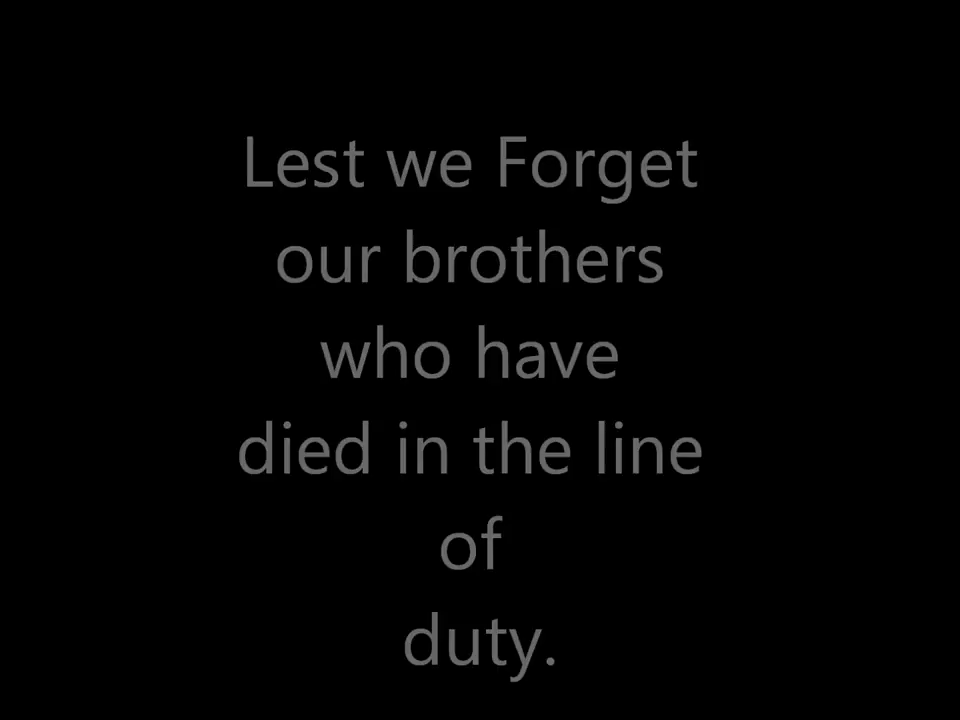 Lest we Forget
our brothers
who have
died in the line
of
duty.